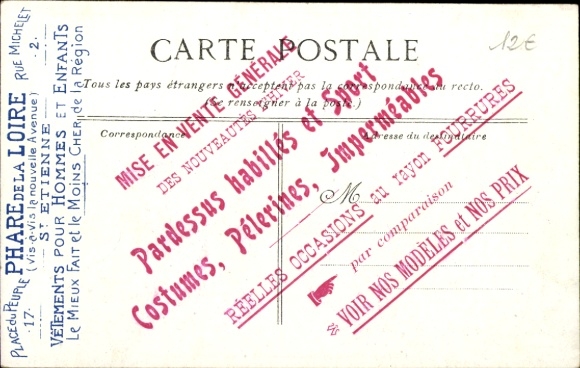 PLACE DU PEUPLE
17.
PHARE DE LA LOIRE
(Vis-à-vis la nouvelle Avenue)
RUE MICHELET
2.
ST ETIENNE
VÊTEMENTS POUR HOMMES ET ENFANTS
LE MIEUX FAIT et le MOINS CHER de la Région
CARTE POSTALE
12€
Tous les pays étrangers n'acceptent pas la correspondance au recto.
(Se renseigner à la poste.)
Correspondance
Adresse du destinataire
M
MISE EN VENTE GÉNÉRALE
DES NOUVEAUTÉS D'HIVER
Pardessus habillés et Sport
Costumes, Pélerines, Imperméables
RÉELLES OCCASIONS au rayon FOURRURES
par comparaison
VOIR NOS MODÈLES et NOS PRIX